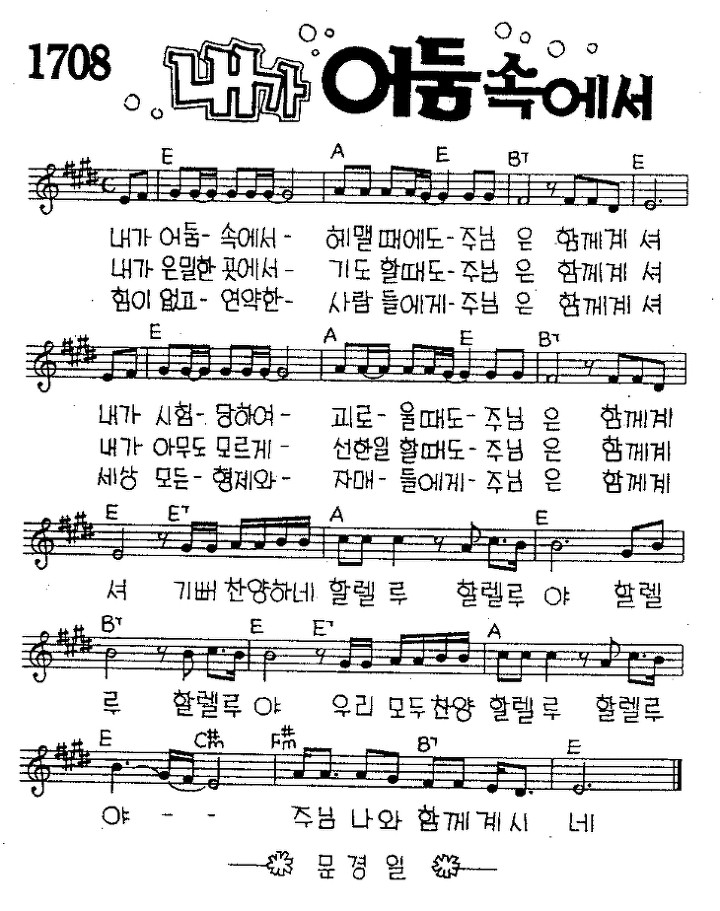 1708 내가 어둠속에서
E A E B7 E
내가 어둠- 속에서- 헤맬 때에도-주님 은 함께계 셔
내가 은밀한 곳에서- 기도 할때도-주님 은 함께계 셔
힘이 없고- 연약한- 사람 들에게-주님 은 함께계 셔
E A E B7
내가 시험- 당하여- 괴로- 울때도-주님 은 함께계
내가 아무도 모르게- 선한일 할때도-주님 은 함께계
세상 모든- 형제와- 자매- 들에게-주님 은 함께계
E E7 A E
셔 기뻐 찬양하네 할렐 루 할렐루 야 할렐
B7 E E7 A
루 할렐루 야 우리 모두찬양 할렐 루 할렐루
E C#m F#m B7 E
야 - - 주님 나와 함께계시 네
문 경 일